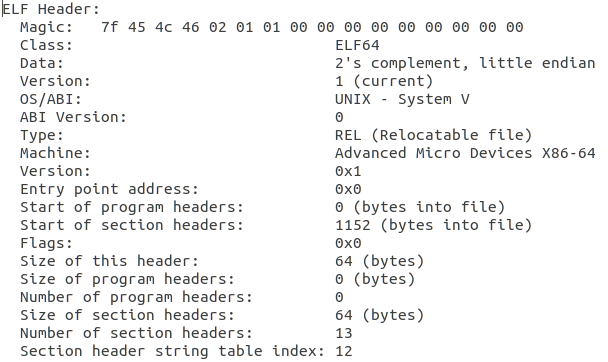 ELF Header:
  Magic:   7f 45 4c 46 02 01 01 00 00 00 00 00 00 00 00 00
  Class:                             ELF64
  Data:                              2's complement, little endian
  Version:                           1 (current)
  OS/ABI:                            UNIX - System V
  ABI Version:                       0
  Type:                              REL (Relocatable file)
  Machine:                           Advanced Micro Devices X86-64
  Version:                           0x1
  Entry point address:               0x0
  Start of program headers:          0 (bytes into file)
  Start of section headers:          1152 (bytes into file)
  Flags:                             0x0
  Size of this header:               64 (bytes)
  Size of program headers:           0 (bytes)
  Number of program headers:         0
  Size of section headers:           64 (bytes)
  Number of section headers:         13
  Section header string table index: 12